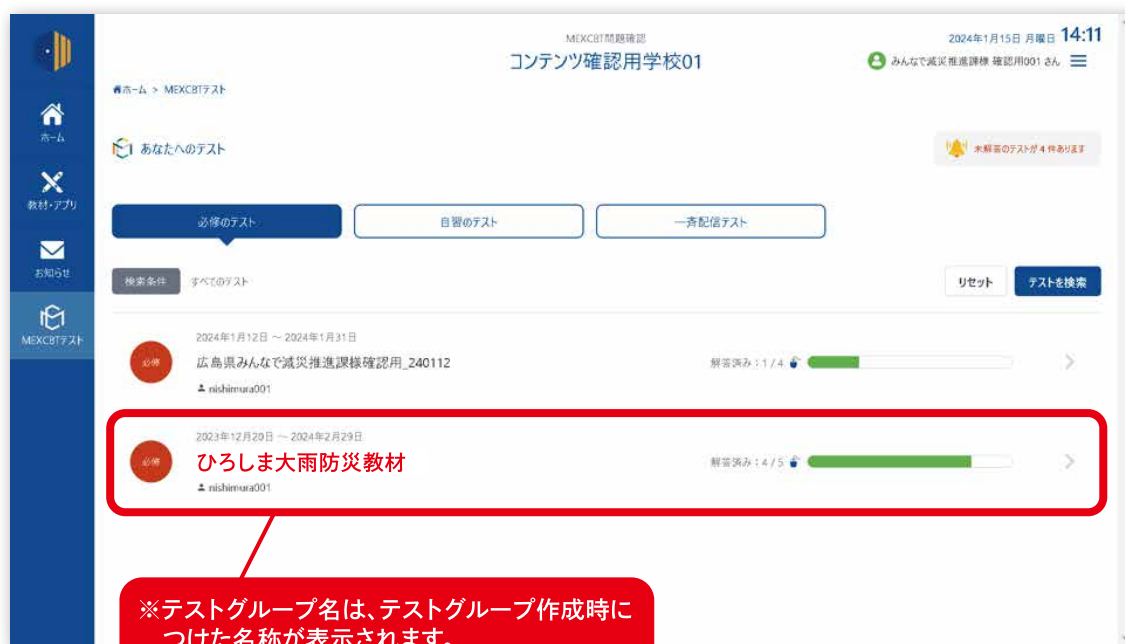 MEXCBT問題確認
コンテンツ確認用学校01
2024年1月15日 月曜日 14:11
みんなで減災推進課様 確認用001 さん
ホーム > MEXCBTテスト
あなたへのテスト
未解答のテストが 4 件あります
ホーム
教材・アプリ
お知らせ
MEXCBTテスト
必修のテスト
自習のテスト
一斉配信テスト
検索条件
すべてのテスト
リセット
テストを検索
必修
2024年1月12日 ~ 2024年1月31日
広島県みんなで減災推進課様確認用_240112
nishimura001
解答済み : 1 / 4
必修
2023年12月20日 ~ 2024年2月29日
ひろしま大雨防災教材
nishimura001
解答済み : 4 / 5
※テストグループ名は、テストグループ作成時に
つけた名称が表示されます。